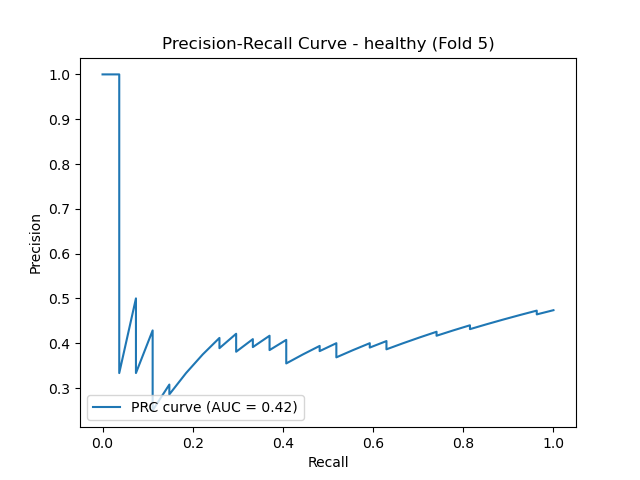 Precision-Recall Curve - healthy (Fold 5)
1.0
0.9
0.8
0.7
0.6
0.5
0.4
0.3
Precision
PRC curve (AUC = 0.42)
0.0 0.2 0.4 0.6 0.8 1.0
Recall